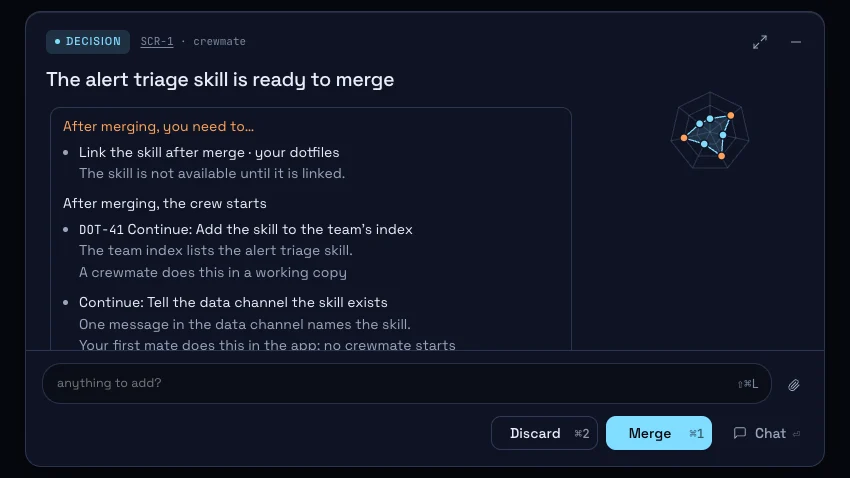 DECISION SCR-1 · crewmate
The alert triage skill is ready to merge
After merging, you need to…
• Link the skill after merge · your dotfiles
The skill is not available until it is linked.
After merging, the crew starts
• DOT-41 Continue: Add the skill to the team's index
The team index lists the alert triage skill.
A crewmate does this in a working copy
• Continue: Tell the data channel the skill exists
One message in the data channel names the skill.
Your first mate does this in the app; no crewmate starts
anything to add? ⇧⌘L
Discard ⌘2 Merge ⌘1 Chat ⏎